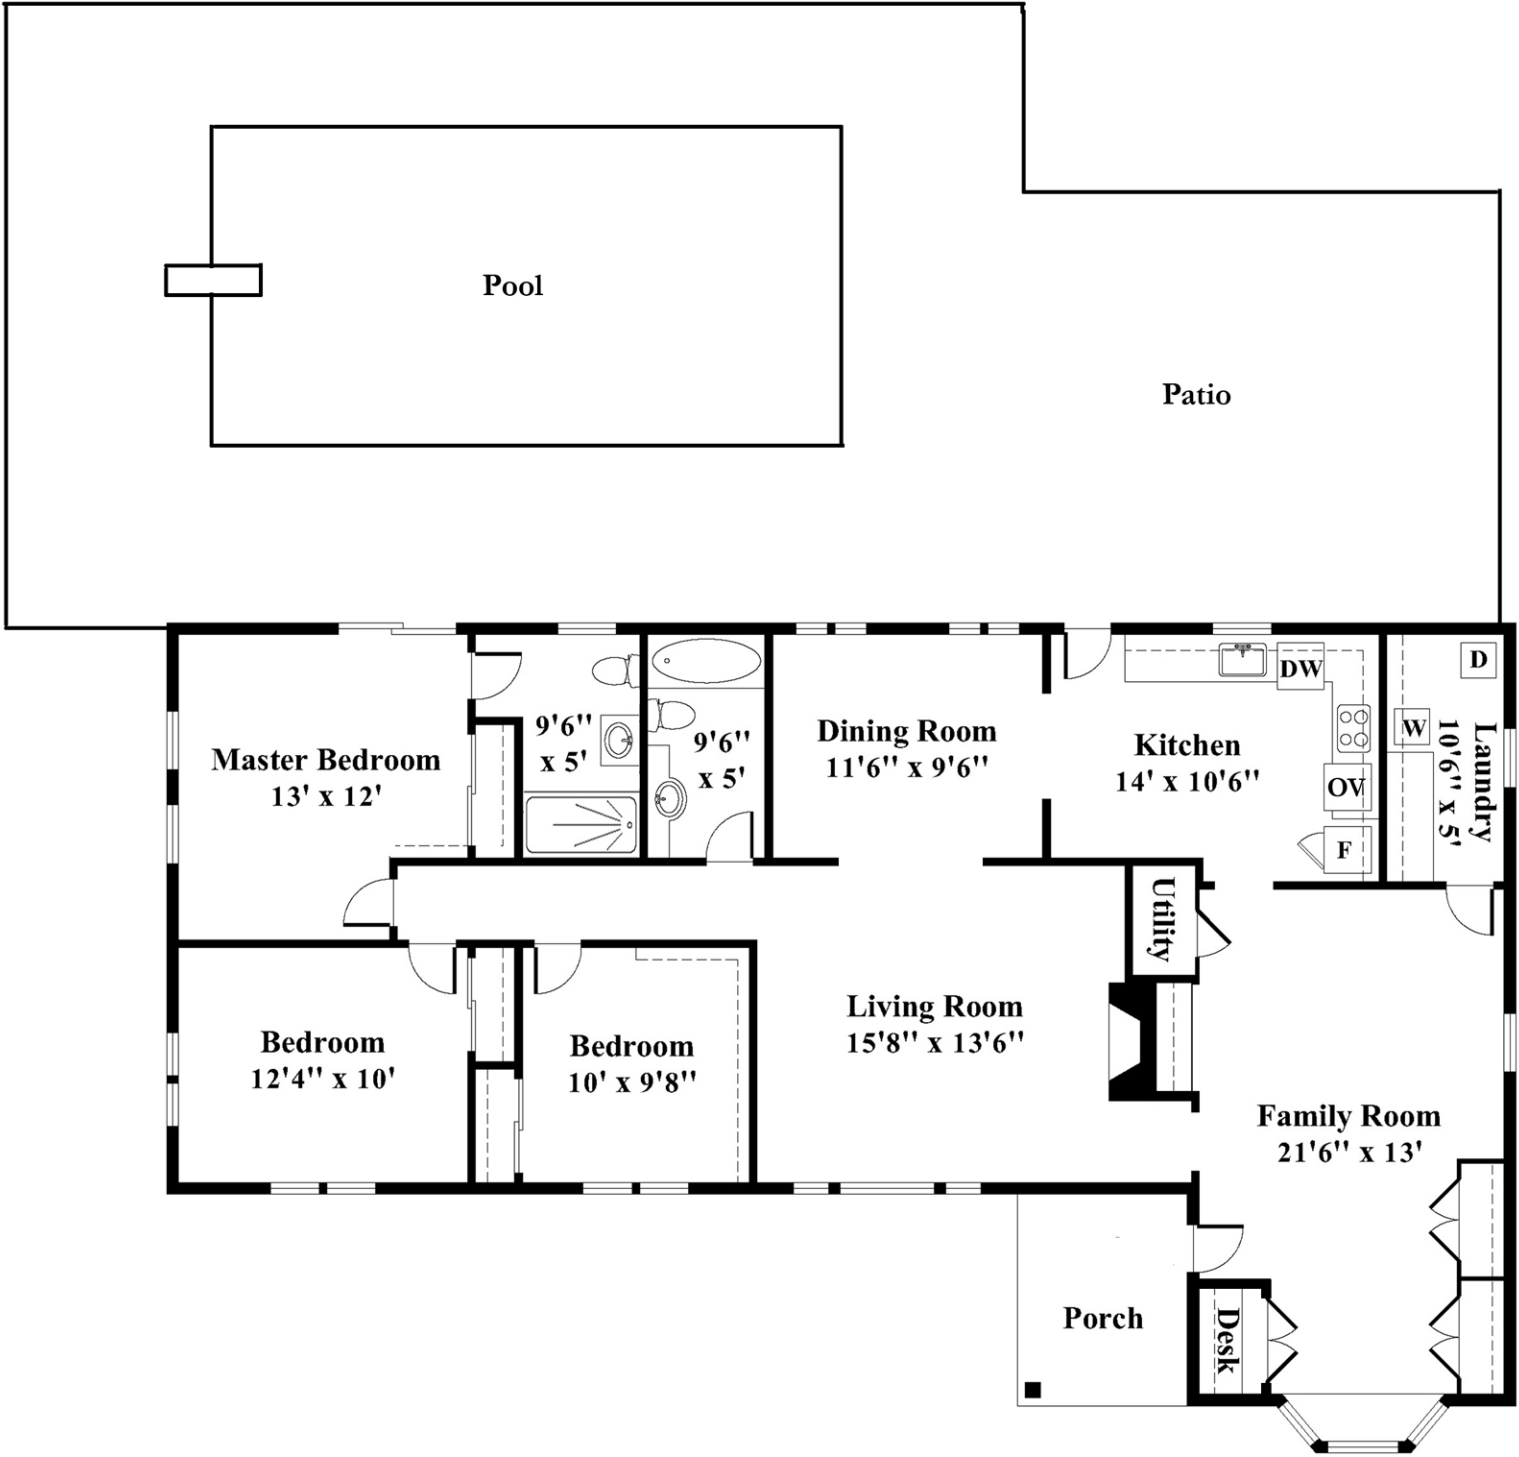 Pool
Patio
Master Bedroom
13' x 12'
9'6"
x 5'
9'6"
x 5'
Dining Room
11'6" x 9'6"
Kitchen
14' x 10'6"
DW
OV
F
D
W
Laundry
10'6" x 5'
Utility
Bedroom
12'4" x 10'
Bedroom
10' x 9'8"
Living Room
15'8" x 13'6"
Family Room
21'6" x 13'
Porch
Desk